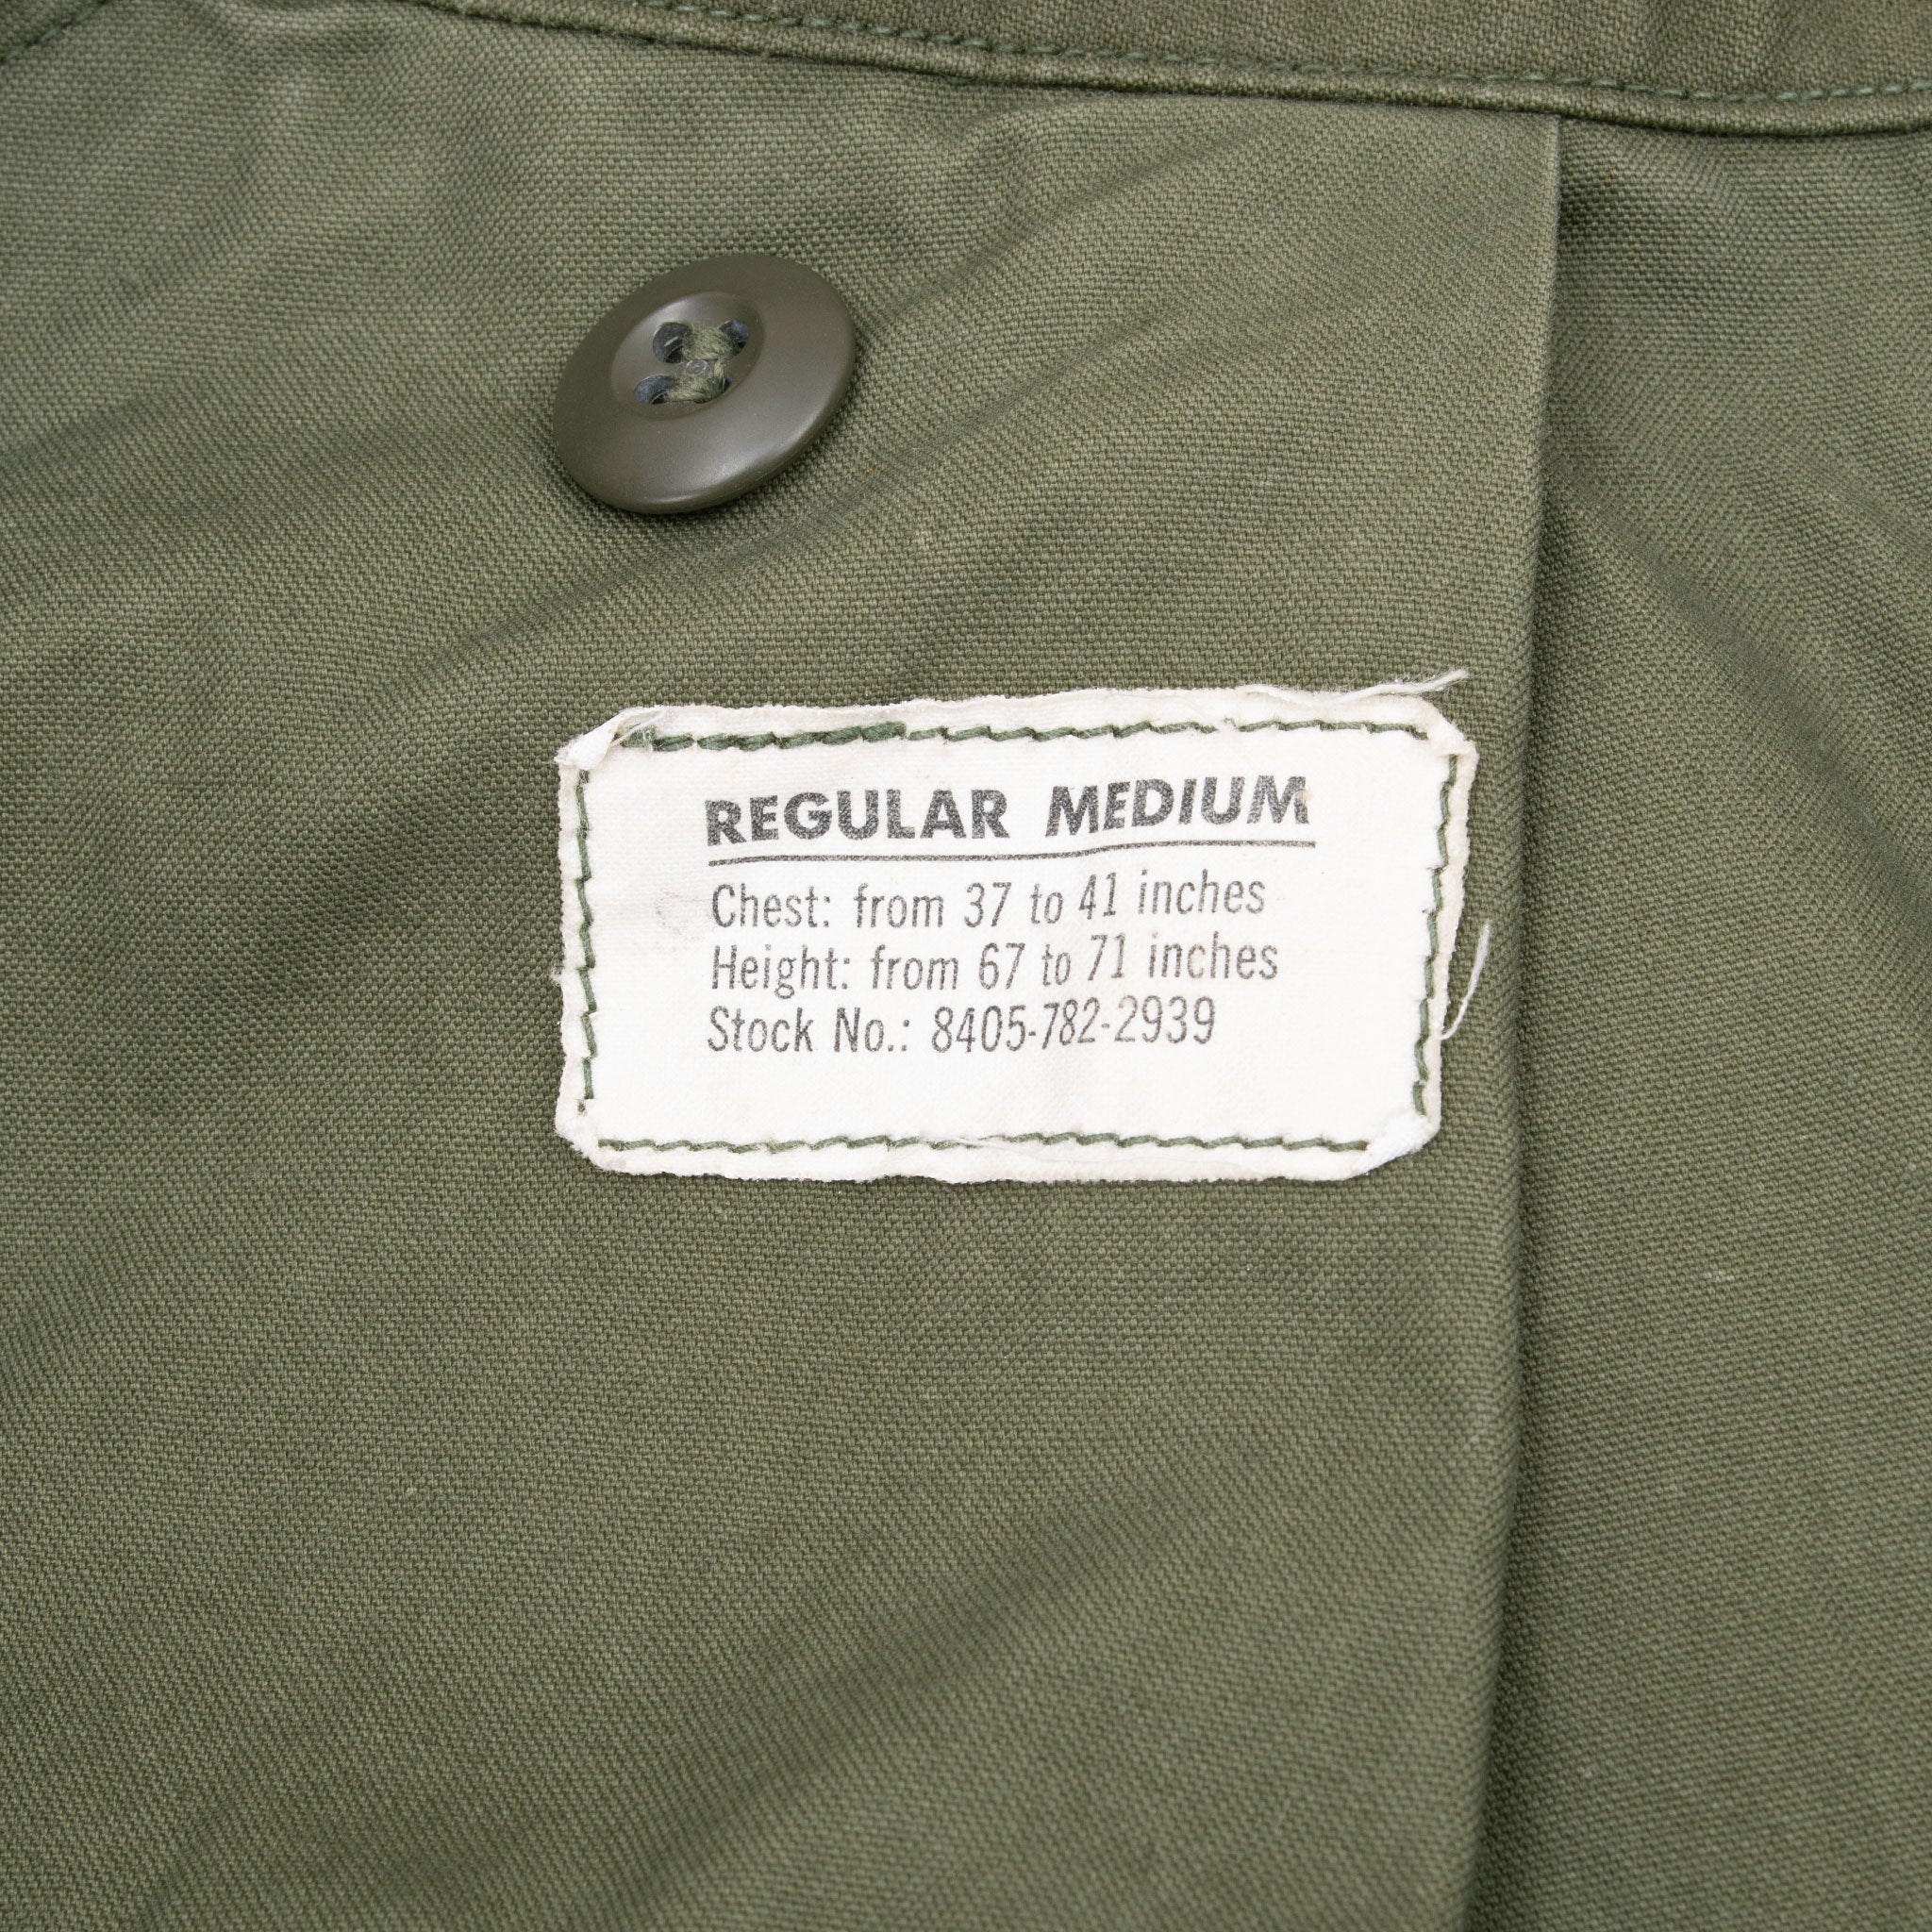 REGULAR MEDIUM
Chest: from 37 to 41 inches
Height: from 67 to 71 inches
Stock No.: 8405-782-2939